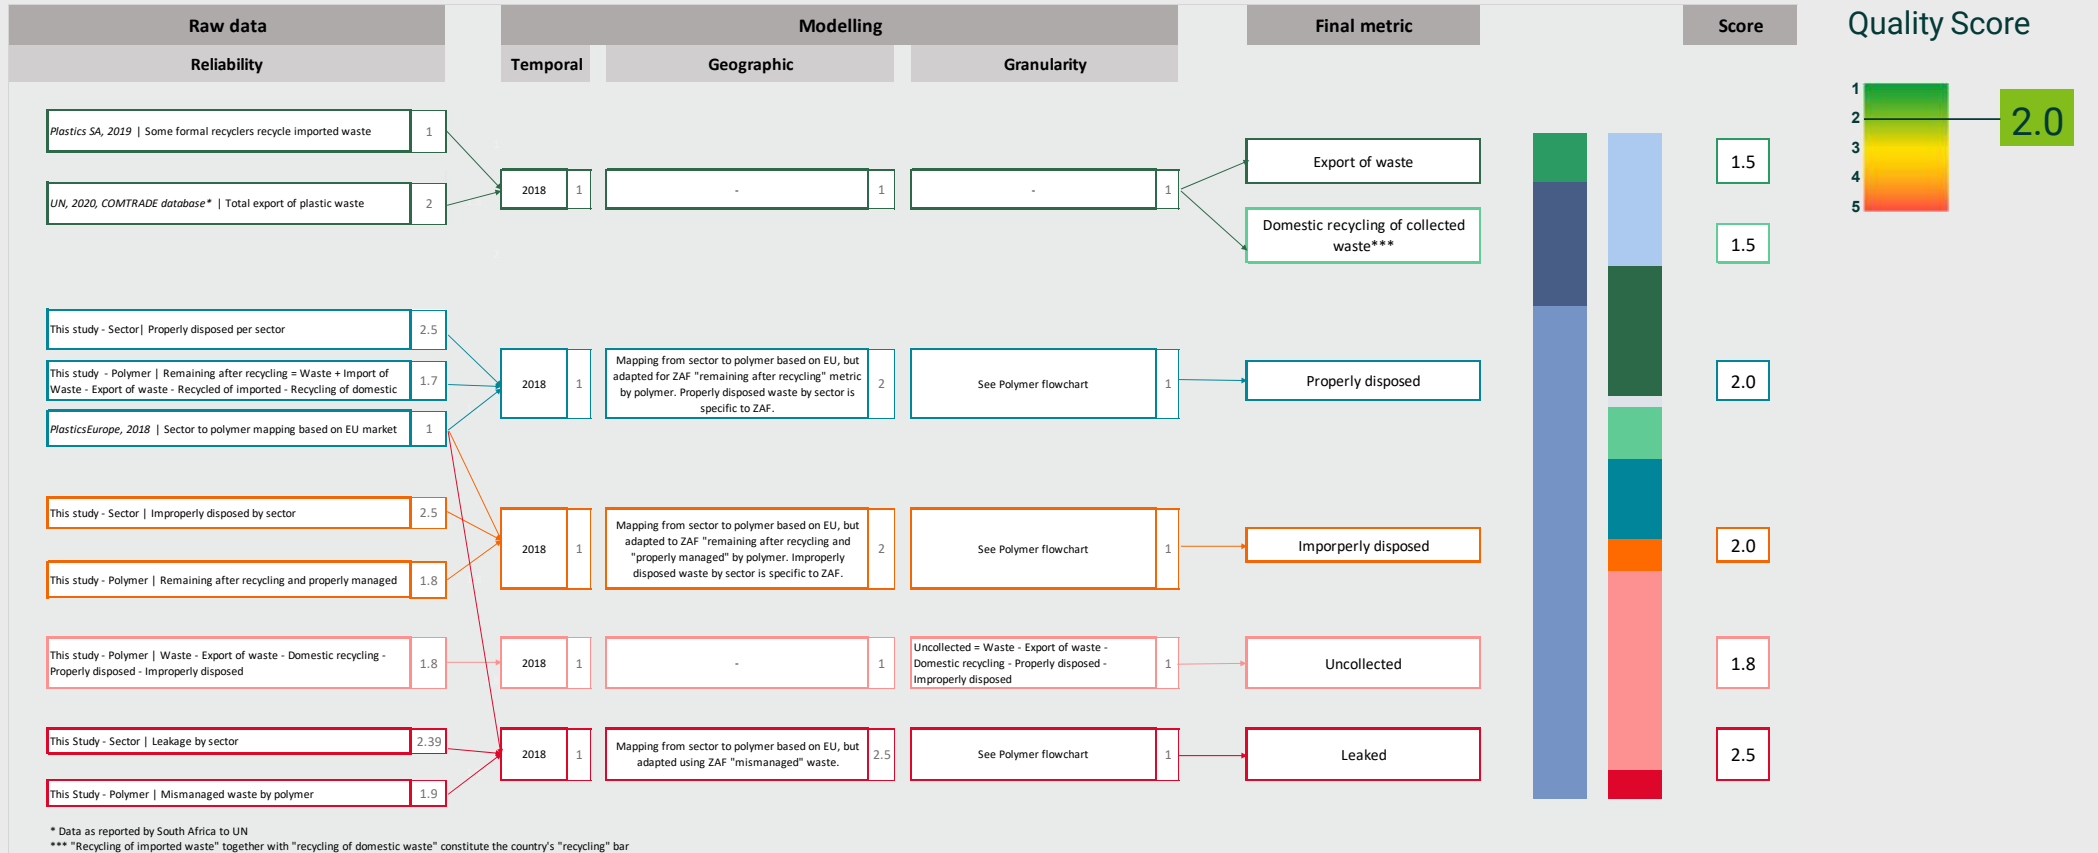 Raw data
Modelling
Final metric
Score
Quality Score
Reliability
Temporal
Geographic
Granularity
1
2
3
4
5
2.0
Plastics SA, 2019 | Some formal recyclers recycle imported waste
1
UN, 2020, COMTRADE database* | Total export of plastic waste
2
2018
1
-
1
-
1
Export of waste
1.5
Domestic recycling of collected
waste***
1.5
This study - Sector| Properly disposed per sector
2.5
This study - Polymer | Remaining after recycling = Waste + Import of
Waste - Export of waste - Recycled of imported - Recycling of domestic
1.7
PlasticsEurope, 2018 | Sector to polymer mapping based on EU market
1
2018
1
Mapping from sector to polymer based on EU, but
adapted for ZAF "remaining after recycling" metric
by polymer. Properly disposed waste by sector is
specific to ZAF.
2
See Polymer flowchart
1
Properly disposed
2.0
This study - Sector | Improperly disposed by sector
2.5
This study - Polymer | Remaining after recycling and properly managed
1.8
2018
1
Mapping from sector to polymer based on EU, but
adapted to ZAF "remaining after recycling and
"properly managed" by polymer. Improperly
disposed waste by sector is specific to ZAF.
2
See Polymer flowchart
1
Imporperly disposed
2.0
This study - Polymer | Waste - Export of waste - Domestic recycling -
Properly disposed - Improperly disposed
1.8
2018
1
-
1
Uncollected = Waste - Export of waste -
Domestic recycling - Properly disposed -
Improperly disposed
1
Uncollected
1.8
This Study - Sector | Leakage by sector
2.39
This Study - Polymer | Mismanaged waste by polymer
1.9
2018
1
Mapping from sector to polymer based on EU, but
adapted using ZAF "mismanaged" waste.
2.5
See Polymer flowchart
1
Leaked
2.5
* Data as reported by South Africa to UN
*** "Recycling of imported waste" together with "recycling of domestic waste" constitute the country's "recycling" bar